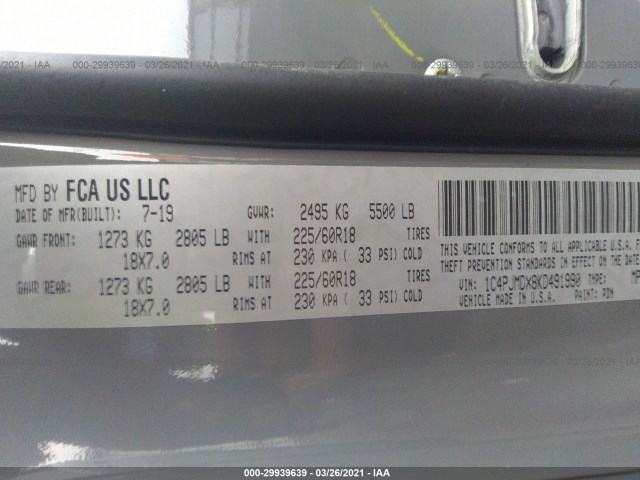 000-29939639 - 03/26/2021 - IAA
MFD BY FCA US LLC
DATE OF MFR(BUILT): 7-19 GVWR: 2495 KG 5500 LB
GAWR FRONT: 1273 KG 2805 LB WITH 225/60R18 TIRES
18X7.0 RIMS AT 230 KPA ( 33 PSI) COLD
GAWR REAR: 1273 KG 2805 LB WITH 225/60R18 TIRES
18X7.0 RIMS AT 230 KPA ( 33 PSI) COLD
THIS VEHICLE CONFORMS TO ALL APPLICABLE U.S.A.
THEFT PREVENTION STANDARDS IN EFFECT ON THE DATE OF
VIN: 1C4PJMDX8KD491990 TYPE:
VEHICLE MADE IN U.S.A. PAINT: PDN
000-29939639 - 03/26/2021 - IAA